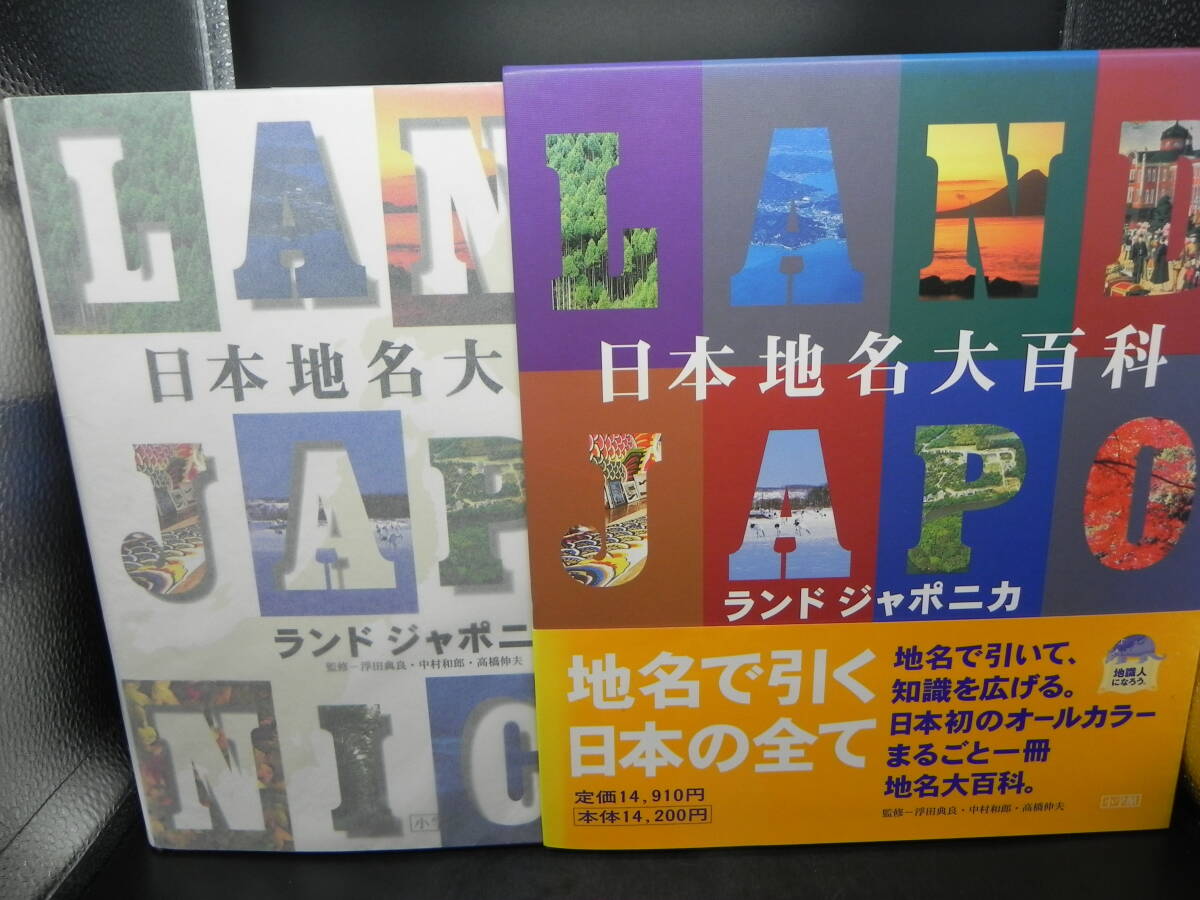 LAN
日本地名大
JAP
ランド ジャポニ
監修－浮田典良・中村和郎・高橋伸夫
NIC
小学
LAN
日本地名大百科
JAPO
ランド ジャポニカ
地名で引く
日本の全て
定価14,910円
本体14,200円
地名で引いて、
知識を広げる。
日本初のオールカラー
まるごと一冊
地名大百科。
監修－浮田典良・中村和郎・高橋伸夫
地識人
になろう。
小学館